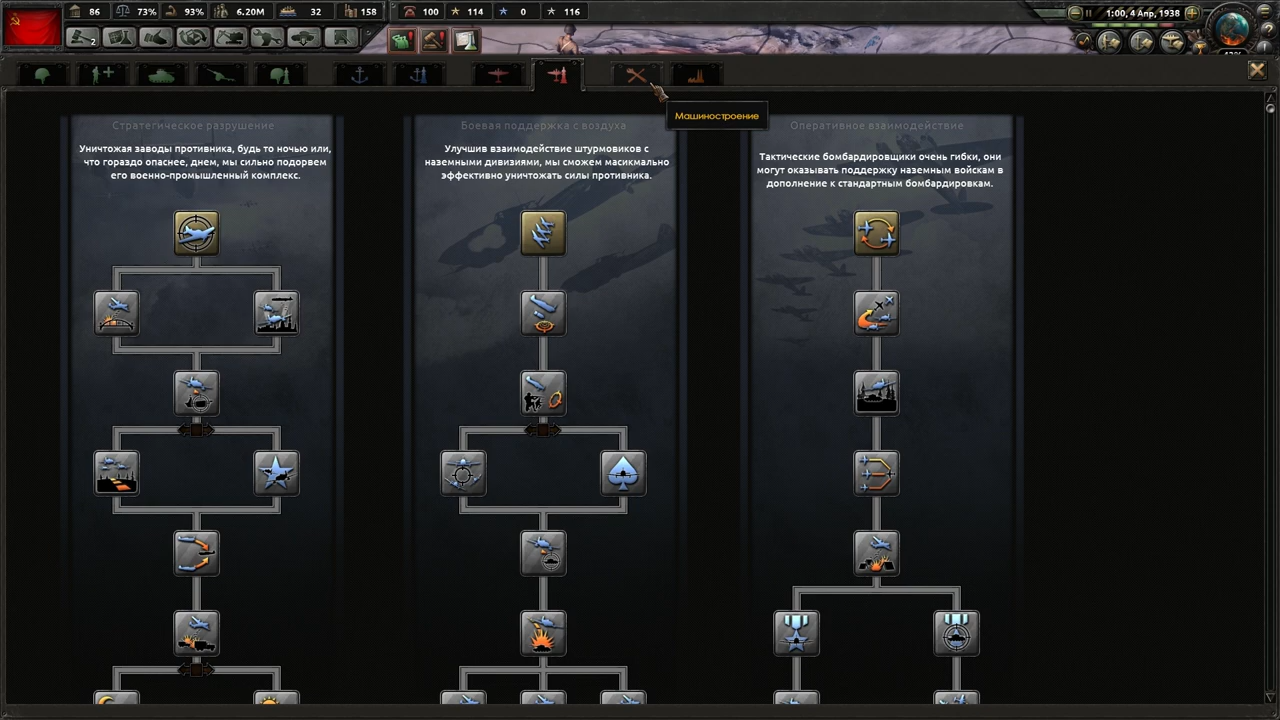 86 73% 93% 6.20M 32 158 100 114 0 116 1:00, 4 Апр, 1938
2
Машиностроение
Стратегическое разрушение
Уничтожая заводы противника, будь то ночью или,
что гораздо опаснее, днем, мы сильно подорвем
его военно-промышленный комплекс.
Боевая поддержка с воздуха
Улучшив взаимодействие штурмовиков с
наземными дивизиями, мы сможем масикмально
эффективно уничтожать силы противника.
Оперативное взаимодействие
Тактические бомбардировщики очень гибки, они
могут оказывать поддержку наземным войскам в
дополнение к стандартным бомбардировкам.